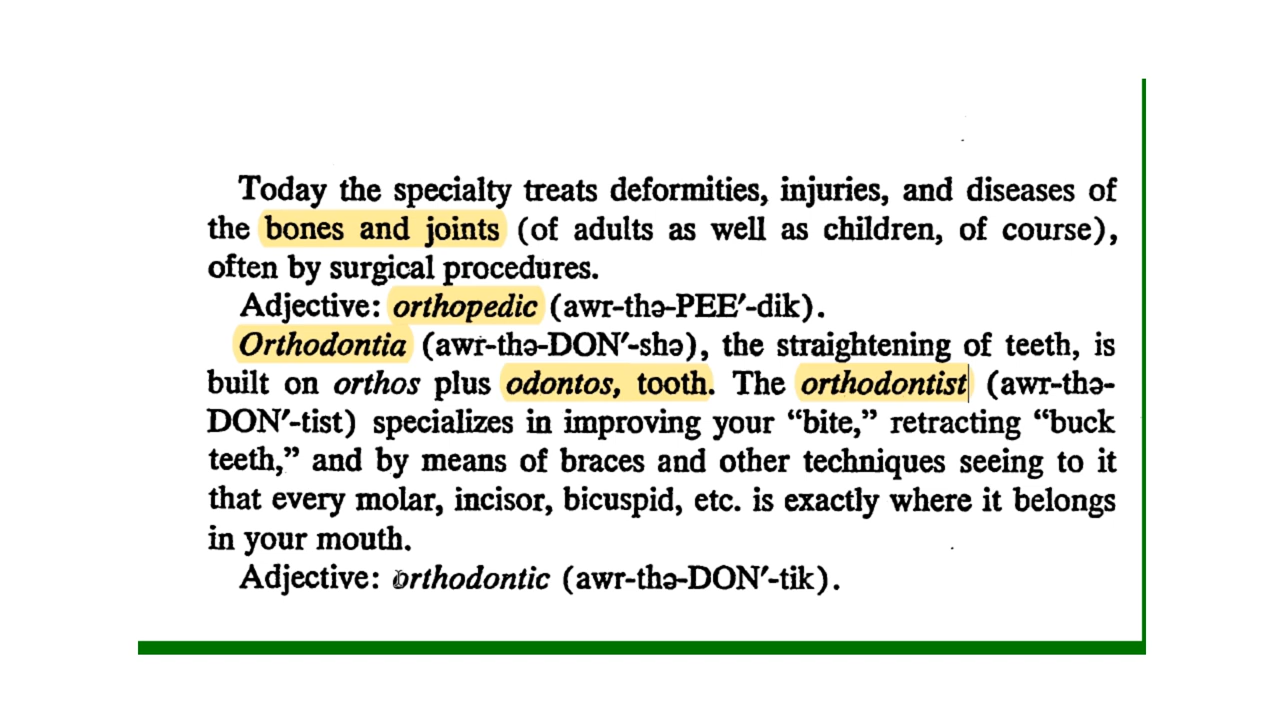 Today the specialty treats deformities, injuries, and diseases of
the bones and joints (of adults as well as children, of course),
often by surgical procedures.
Adjective: orthopedic (awr-thə-PEE′-dik).
Orthodontia (awr-thə-DON′-shə), the straightening of teeth, is
built on orthos plus odontos, tooth. The orthodontist (awr-thə-
DON′-tist) specializes in improving your “bite,” retracting “buck
teeth,” and by means of braces and other techniques seeing to it
that every molar, incisor, bicuspid, etc. is exactly where it belongs
in your mouth.
Adjective: orthodontic (awr-thə-DON′-tik).